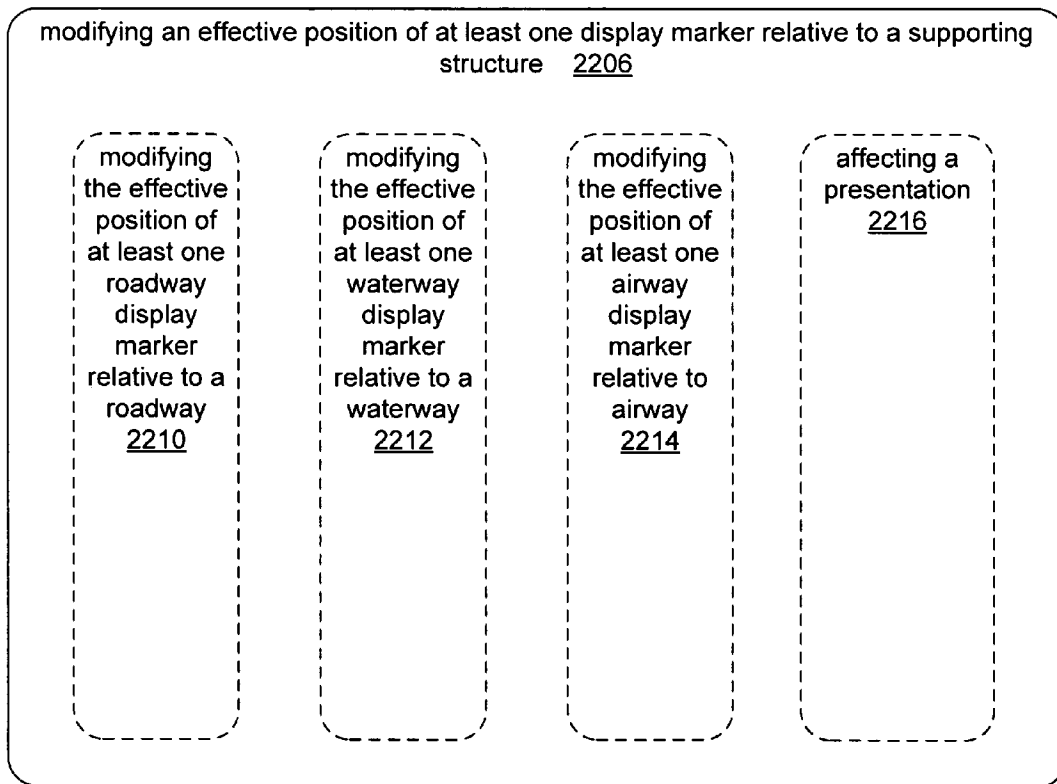 modifying an effective position of at least one display marker relative to a supporting
structure 2206
modifying
the effective
position of
at least one
roadway
display
marker
relative to a
roadway
2210
modifying
the effective
position of
at least one
waterway
display
marker
relative to a
waterway
2212
modifying
the effective
position of
at least one
airway
display
marker
relative to
airway
2214
affecting a
presentation
2216